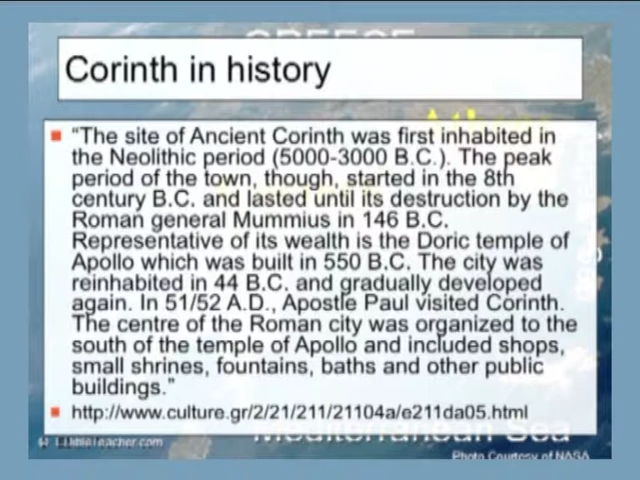 GREECE
Corinth in history
"The site of Ancient Corinth was first inhabited in
the Neolithic period (5000-3000 B.C.). The peak
period of the town, though, started in the 8th
century B.C. and lasted until its destruction by the
Roman general Mummius in 146 B.C.
Representative of its wealth is the Doric temple of
Apollo which was built in 550 B.C. The city was
reinhabited in 44 B.C. and gradually developed
again. In 51/52 A.D., Apostle Paul visited Corinth.
The centre of the Roman city was organized to the
south of the temple of Apollo and included shops,
small shrines, fountains, baths and other public
buildings."
http://www.culture.gr/2/21/211/21104a/e211da05.html
Mediterranean Sea
Photo Courtesy of NASA